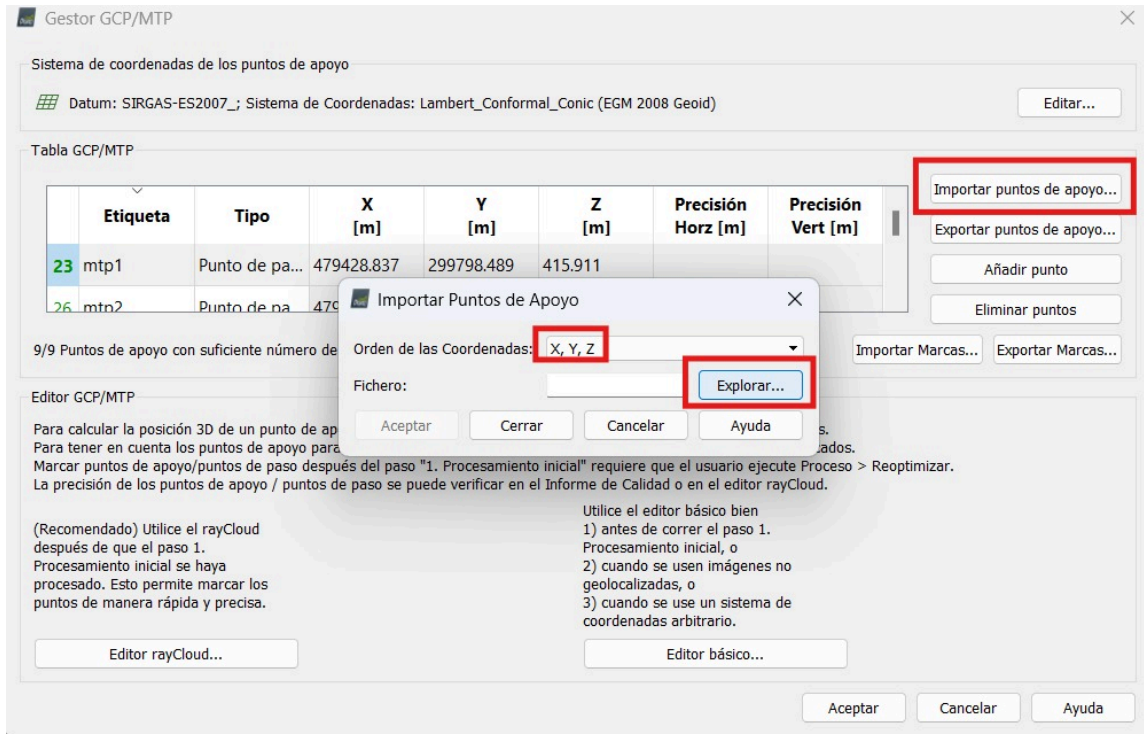 Gestor GCP/MTP
Sistema de coordenadas de los puntos de apoyo
Datum: SIRGAS-ES2007_; Sistema de Coordenadas: Lambert_Conformal_Conic (EGM 2008 Geoid)
Editar...
Tabla GCP/MTP
Etiqueta Tipo X [m] Y [m] Z [m] Precisión Horz [m] Precisión Vert [m]
23 mtp1 Punto de pa... 479428.837 299798.489 415.911
26 mtp2 Punto de pa 479
Importar puntos de apoyo...
Exportar puntos de apoyo...
Añadir punto
Eliminar puntos
9/9 Puntos de apoyo con suficiente número de
Importar Marcas... Exportar Marcas...
Importar Puntos de Apoyo
Orden de las Coordenadas: X, Y, Z
Fichero:
Explorar...
Aceptar Cerrar Cancelar Ayuda
Editor GCP/MTP
Para calcular la posición 3D de un punto de ap s.
Para tener en cuenta los puntos de apoyo para cados.
Marcar puntos de apoyo/puntos de paso después del paso "1. Procesamiento inicial" requiere que el usuario ejecute Proceso > Reoptimizar.
La precisión de los puntos de apoyo / puntos de paso se puede verificar en el Informe de Calidad o en el editor rayCloud.
(Recomendado) Utilice el rayCloud
después de que el paso 1.
Procesamiento inicial se haya
procesado. Esto permite marcar los
puntos de manera rápida y precisa.
Editor rayCloud...
Utilice el editor básico bien
1) antes de correr el paso 1.
Procesamiento inicial, o
2) cuando se usen imágenes no
geolocalizadas, o
3) cuando se use un sistema de
coordenadas arbitrario.
Editor básico...
Aceptar Cancelar Ayuda